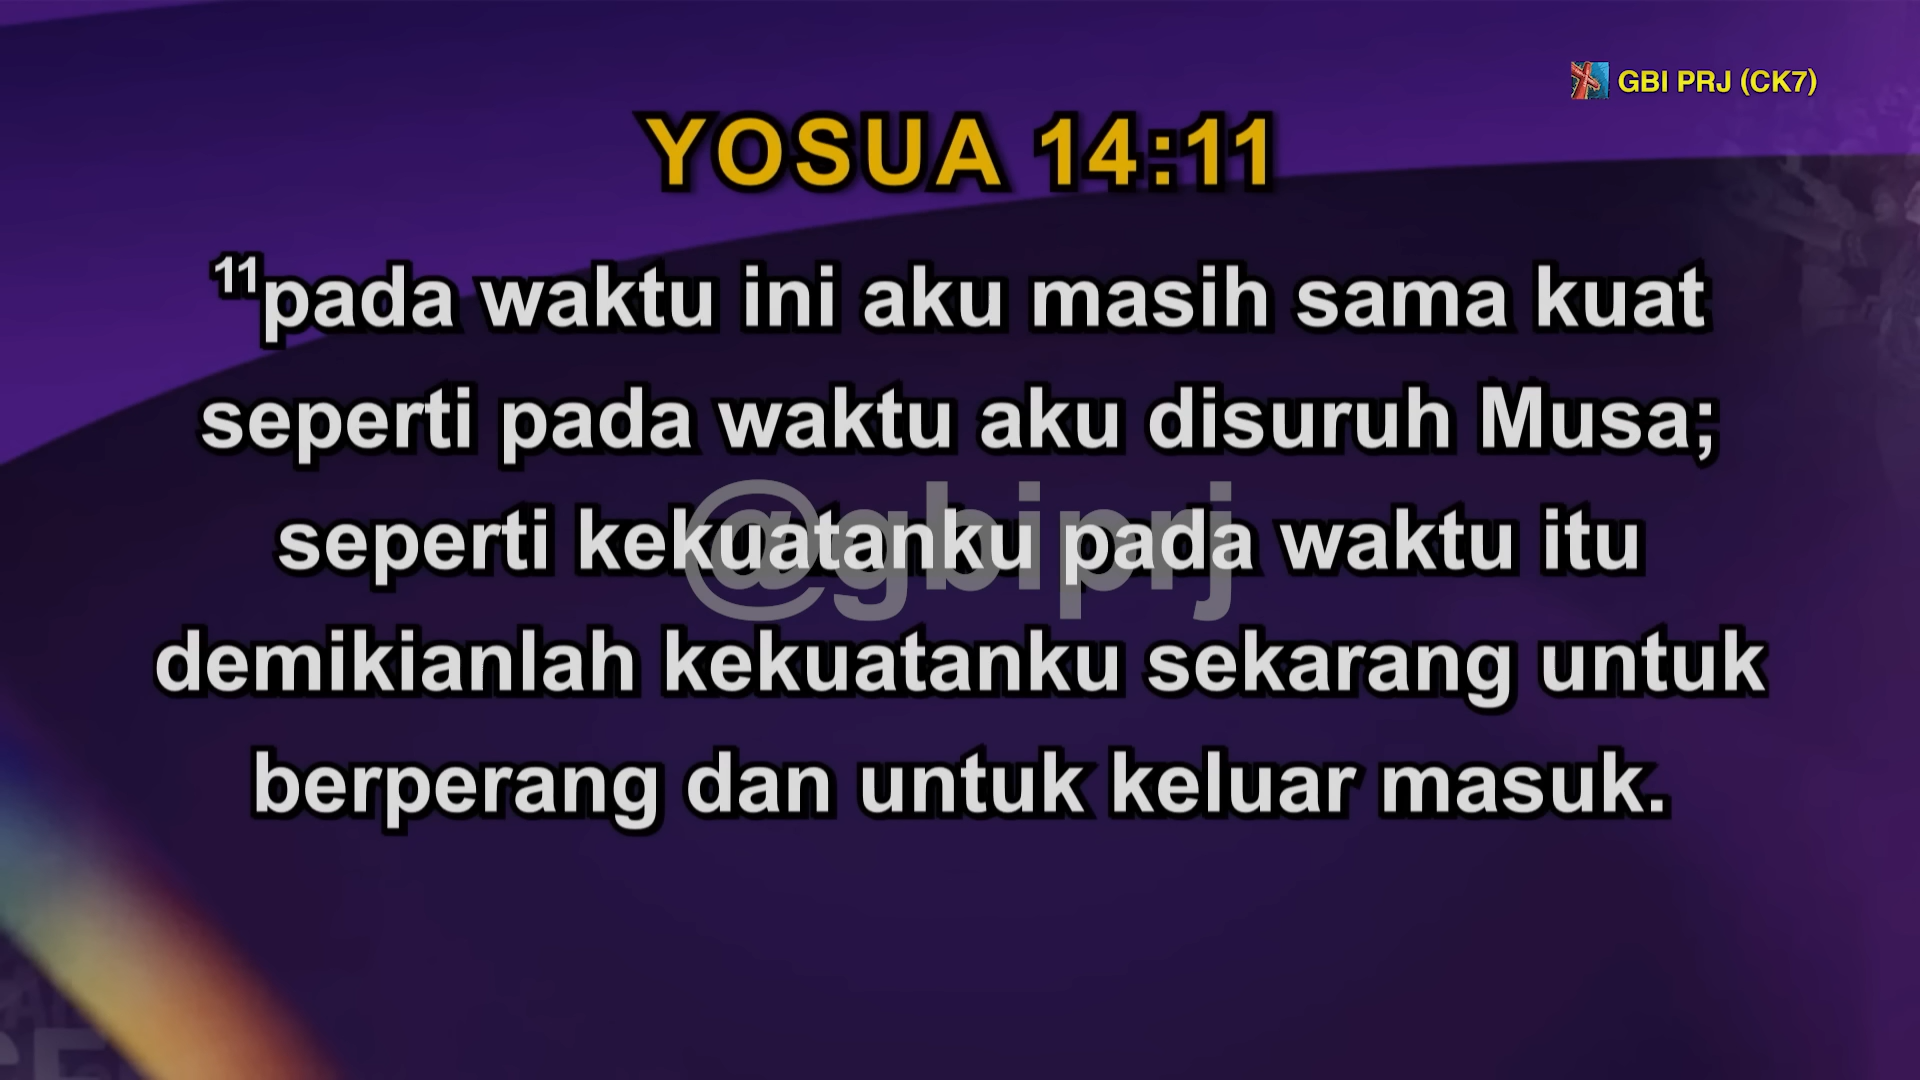 GBI PRJ (CK7)
YOSUA 14:11
¹¹pada waktu ini aku masih sama kuat
seperti pada waktu aku disuruh Musa;
seperti kekuatanku pada waktu itu
@gbiprj
demikianlah kekuatanku sekarang untuk
berperang dan untuk keluar masuk.